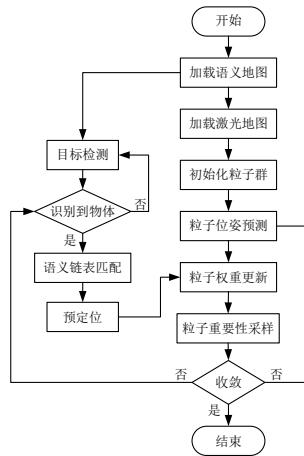 开始
加载语义地图
加载激光地图
目标检测
初始化粒子群
否
识别到物体
粒子位姿预测
是
语义链表匹配
粒子权重更新
预定位
粒子重要性采样
否
收敛
否
是
结束